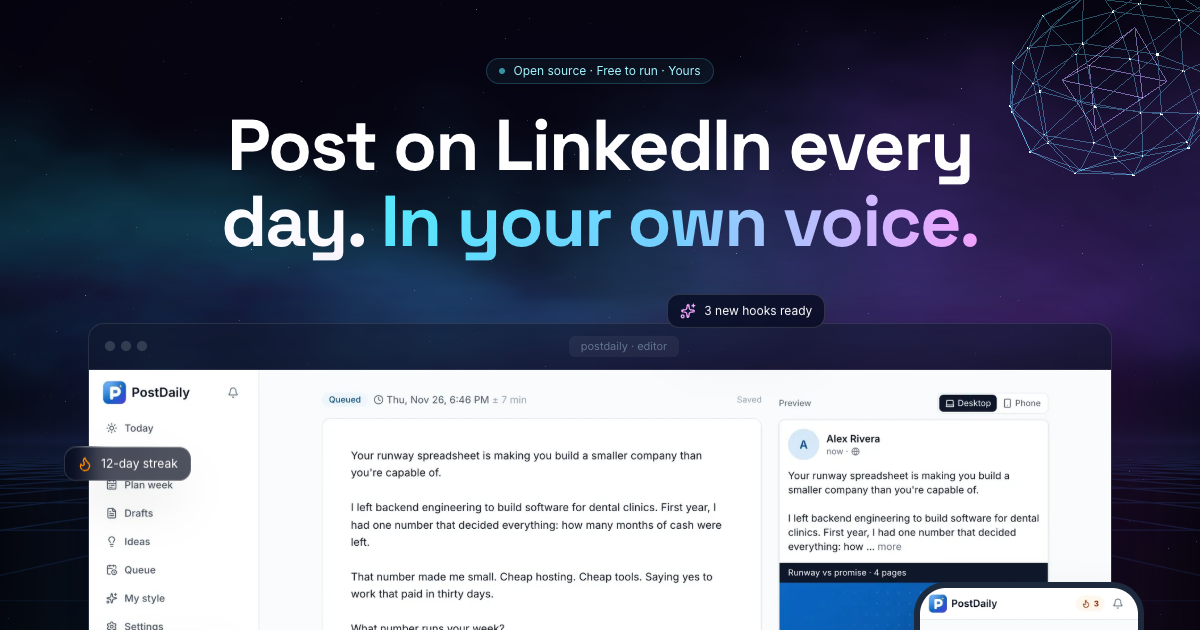 Open source · Free to run · Yours
Post on LinkedIn every
day. In your own voice.
3 new hooks ready
postdaily · editor
P PostDaily
Today
12-day streak
Plan week
Drafts
Ideas
Queue
My style
Settings
Queued Thu, Nov 26, 6:46 PM ± 7 min Saved
Your runway spreadsheet is making you build a smaller company than
you're capable of.
I left backend engineering to build software for dental clinics. First year, I
had one number that decided everything: how many months of cash were
left.
That number made me small. Cheap hosting. Cheap tools. Saying yes to
work that paid in thirty days.
What number runs your week?
Preview Desktop Phone
A Alex Rivera
now ·
Your runway spreadsheet is making you build a
smaller company than you're capable of.
I left backend engineering to build software for dental
clinics. First year, I had one number that decided
everything: how ... more
Runway vs promise · 4 pages
P PostDaily 3